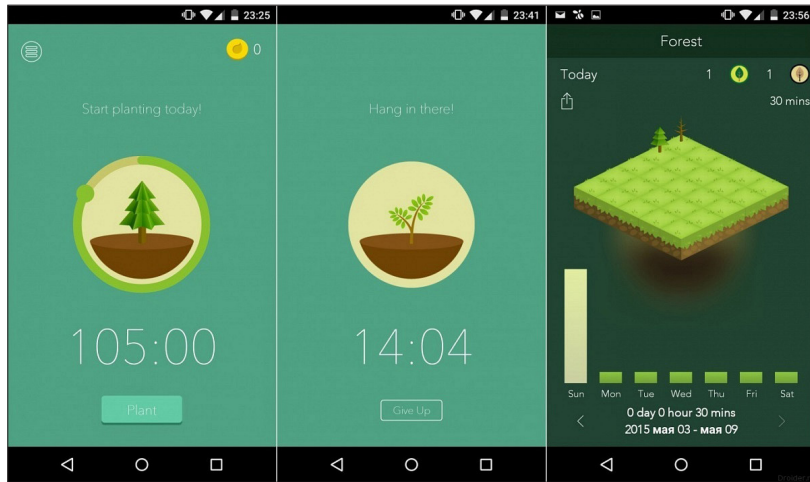 23:25
0
Start planting today!
105:00
Plant
23:41
Hang in there!
14:04
Give Up
23:56
Forest
Today 1 1
30 mins
Sun Mon Tue Wed Thu Fri Sat
0 day 0 hour 30 mins
2015 мая 03 - мая 09